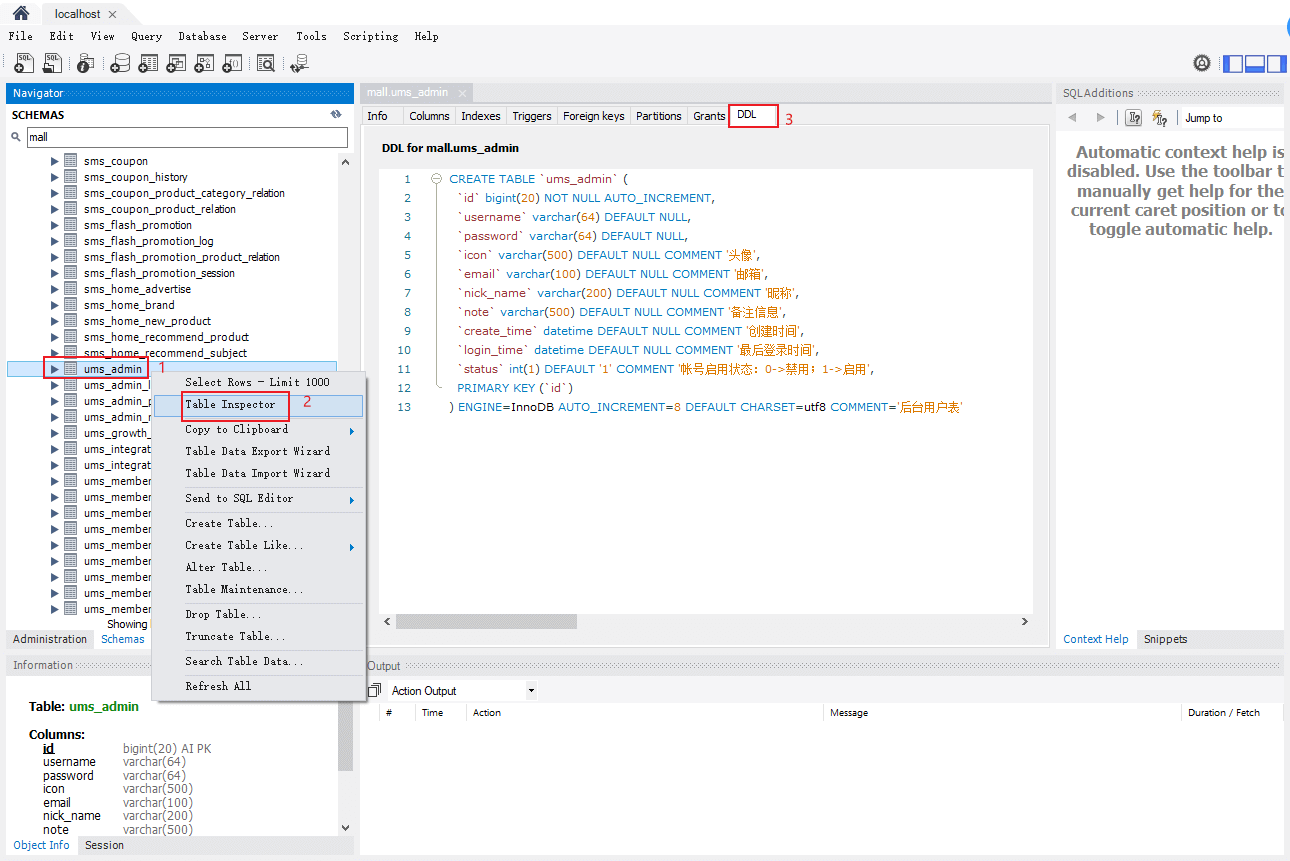 localhost
File Edit View Query Database Server Tools Scripting Help
Navigator
SCHEMAS
mall
sms_coupon
sms_coupon_history
sms_coupon_product_category_relation
sms_coupon_product_relation
sms_flash_promotion
sms_flash_promotion_log
sms_flash_promotion_product_relation
sms_flash_promotion_session
sms_home_advertise
sms_home_brand
sms_home_new_product
sms_home_recommend_product
sms_home_recommend_subject
ums_admin 1
ums_admin_l
ums_admin_p
ums_admin_r
ums_growth_
ums_integrat
ums_integrat
ums_member
ums_member
ums_member
ums_member
ums_member
ums_member
ums_member
ums_member
ums_member
Showing
Administration Schemas
Select Rows - Limit 1000
Table Inspector 2
Copy to Clipboard
Table Data Export Wizard
Table Data Import Wizard
Send to SQL Editor
Create Table...
Create Table Like...
Alter Table...
Table Maintenance...
Drop Table...
Truncate Table...
Search Table Data...
Refresh All
Information
Table: ums_admin
Columns:
id bigint(20) AI PK
username varchar(64)
password varchar(64)
icon varchar(500)
email varchar(100)
nick_name varchar(200)
note varchar(500)
Object Info Session
mall.ums_admin
Info Columns Indexes Triggers Foreign keys Partitions Grants DDL 3
DDL for mall.ums_admin
1 CREATE TABLE `ums_admin` (
2 `id` bigint(20) NOT NULL AUTO_INCREMENT,
3 `username` varchar(64) DEFAULT NULL,
4 `password` varchar(64) DEFAULT NULL,
5 `icon` varchar(500) DEFAULT NULL COMMENT '头像',
6 `email` varchar(100) DEFAULT NULL COMMENT '邮箱',
7 `nick_name` varchar(200) DEFAULT NULL COMMENT '昵称',
8 `note` varchar(500) DEFAULT NULL COMMENT '备注信息',
9 `create_time` datetime DEFAULT NULL COMMENT '创建时间',
10 `login_time` datetime DEFAULT NULL COMMENT '最后登录时间',
11 `status` int(1) DEFAULT '1' COMMENT '帐号启用状态：0->禁用；1->启用',
12 PRIMARY KEY (`id`)
13 ) ENGINE=InnoDB AUTO_INCREMENT=8 DEFAULT CHARSET=utf8 COMMENT='后台用户表'
Output
Action Output
# Time Action Message Duration / Fetch
SQLAdditions
Jump to
Automatic context help is
disabled. Use the toolbar t
manually get help for the
current caret position or to
toggle automatic help.
Context Help Snippets